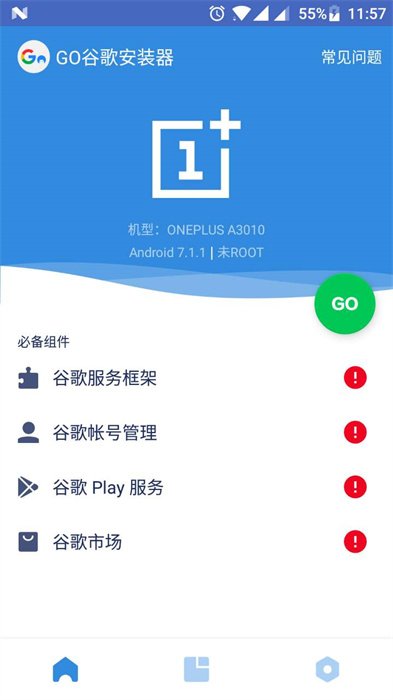 55% 11:57
GO谷歌安装器
常见问题
1
机型：ONEPLUS A3010
Android 7.1.1 | 未ROOT
GO
必备组件
谷歌服务框架
谷歌帐号管理
谷歌 Play 服务
谷歌市场